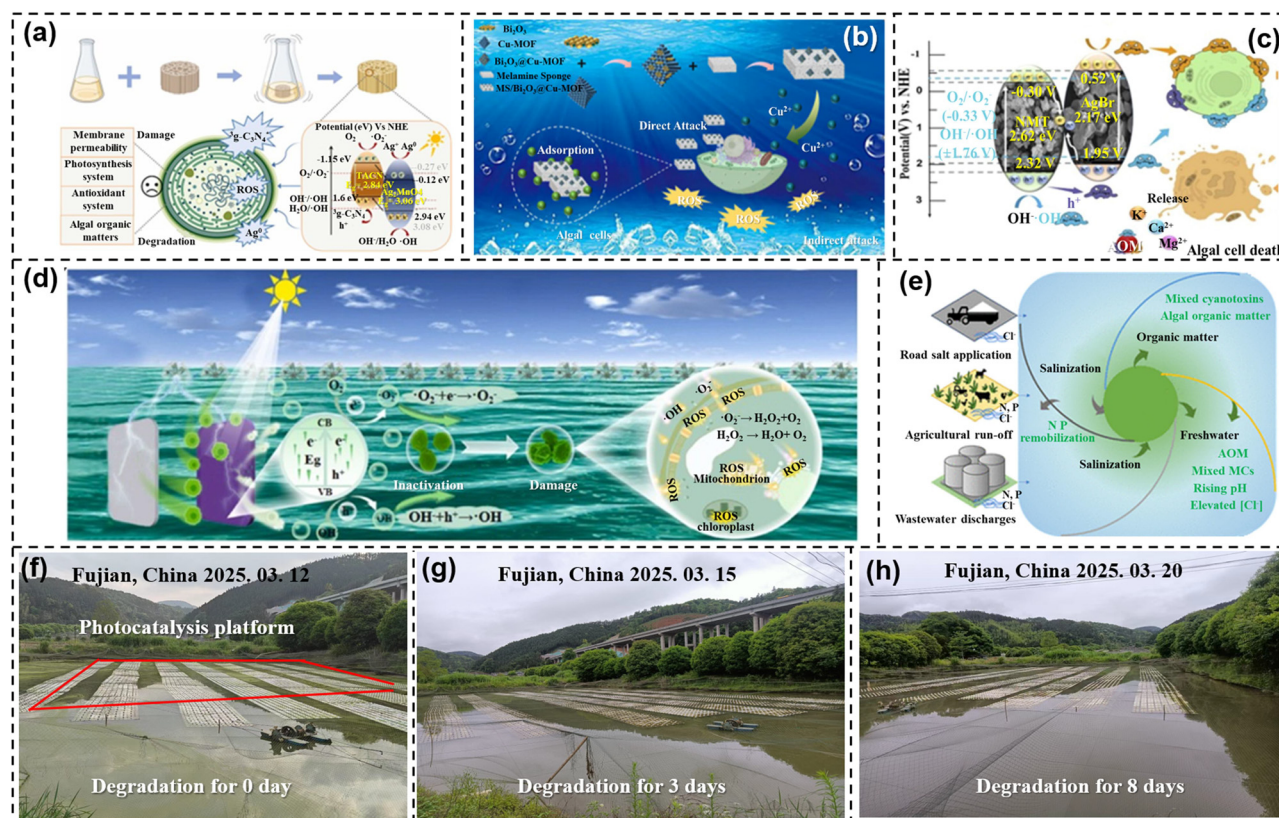 (a)
Membrane
permeability
Photosynthesis
system
Antioxidant
system
Algal organic
matters
Damage
Degradation
ROS
Ag⁰
Potential (eV) Vs NHE
O₂ ·O₂⁻
Ag⁺ Ag⁰
-1.15 eV
-0.27 eV
-0.12 eV
O₂/·O₂⁻
1.6 eV
OH⁻/·OH
H₂O/·OH
h⁺
2.94 eV
3.08 eV
OH⁻/H₂O ·OH
(b)
Bi₂O₃
Cu-MOF
Bi₂O₃@Cu-MOF
Melamine Sponge
MS/Bi₂O₃@Cu-MOF
Cu²⁺
Cu²⁺
Direct Attack
Adsorption
ROS
ROS
ROS
Algal cells
Indirect attack
(c)
Potential(V) vs. NHE
-1
0
1
2
3
O₂/·O₂⁻
(-0.33 V)
OH⁻/·OH
(±1.76 V)
-0.30 V
NMT
2.62 eV
2.32 V
0.52 V
AgBr
2.17 eV
1.95 V
h⁺
OH⁻ ·OH
Release
K⁺
Ca²⁺
Mg²⁺
AOM
Algal cell death
(d)
O₂
e⁻
·O₂⁻
·O₂+e⁻→·O₂⁻
CB
e⁻ e⁻
Eg
h⁺
VB
OH⁻+h⁺→·OH
Inactivation
Damage
·OH
·O₂⁻
ROS
ROS
ROS
ROS
ROS
ROS
·O₂⁻→H₂O₂+O₂
H₂O₂→H₂O+ O₂
ROS
Mitochondrion
ROS
chloroplast
(e)
Cl⁻
Road salt application
N, P
Cl⁻
Agricultural run-off
N, P
Cl⁻
Wastewater discharges
Mixed cyanotoxins
Algal organic matter
Organic matter
Salinization
N P
remobilization
Salinization
Freshwater
AOM
Mixed MCs
Rising pH
Elevated [Cl⁻]
(f)
Fujian, China 2025. 03. 12
Photocatalysis platform
Degradation for 0 day
(g)
Fujian, China 2025. 03. 15
Degradation for 3 days
(h)
Fujian, China 2025. 03. 20
Degradation for 8 days